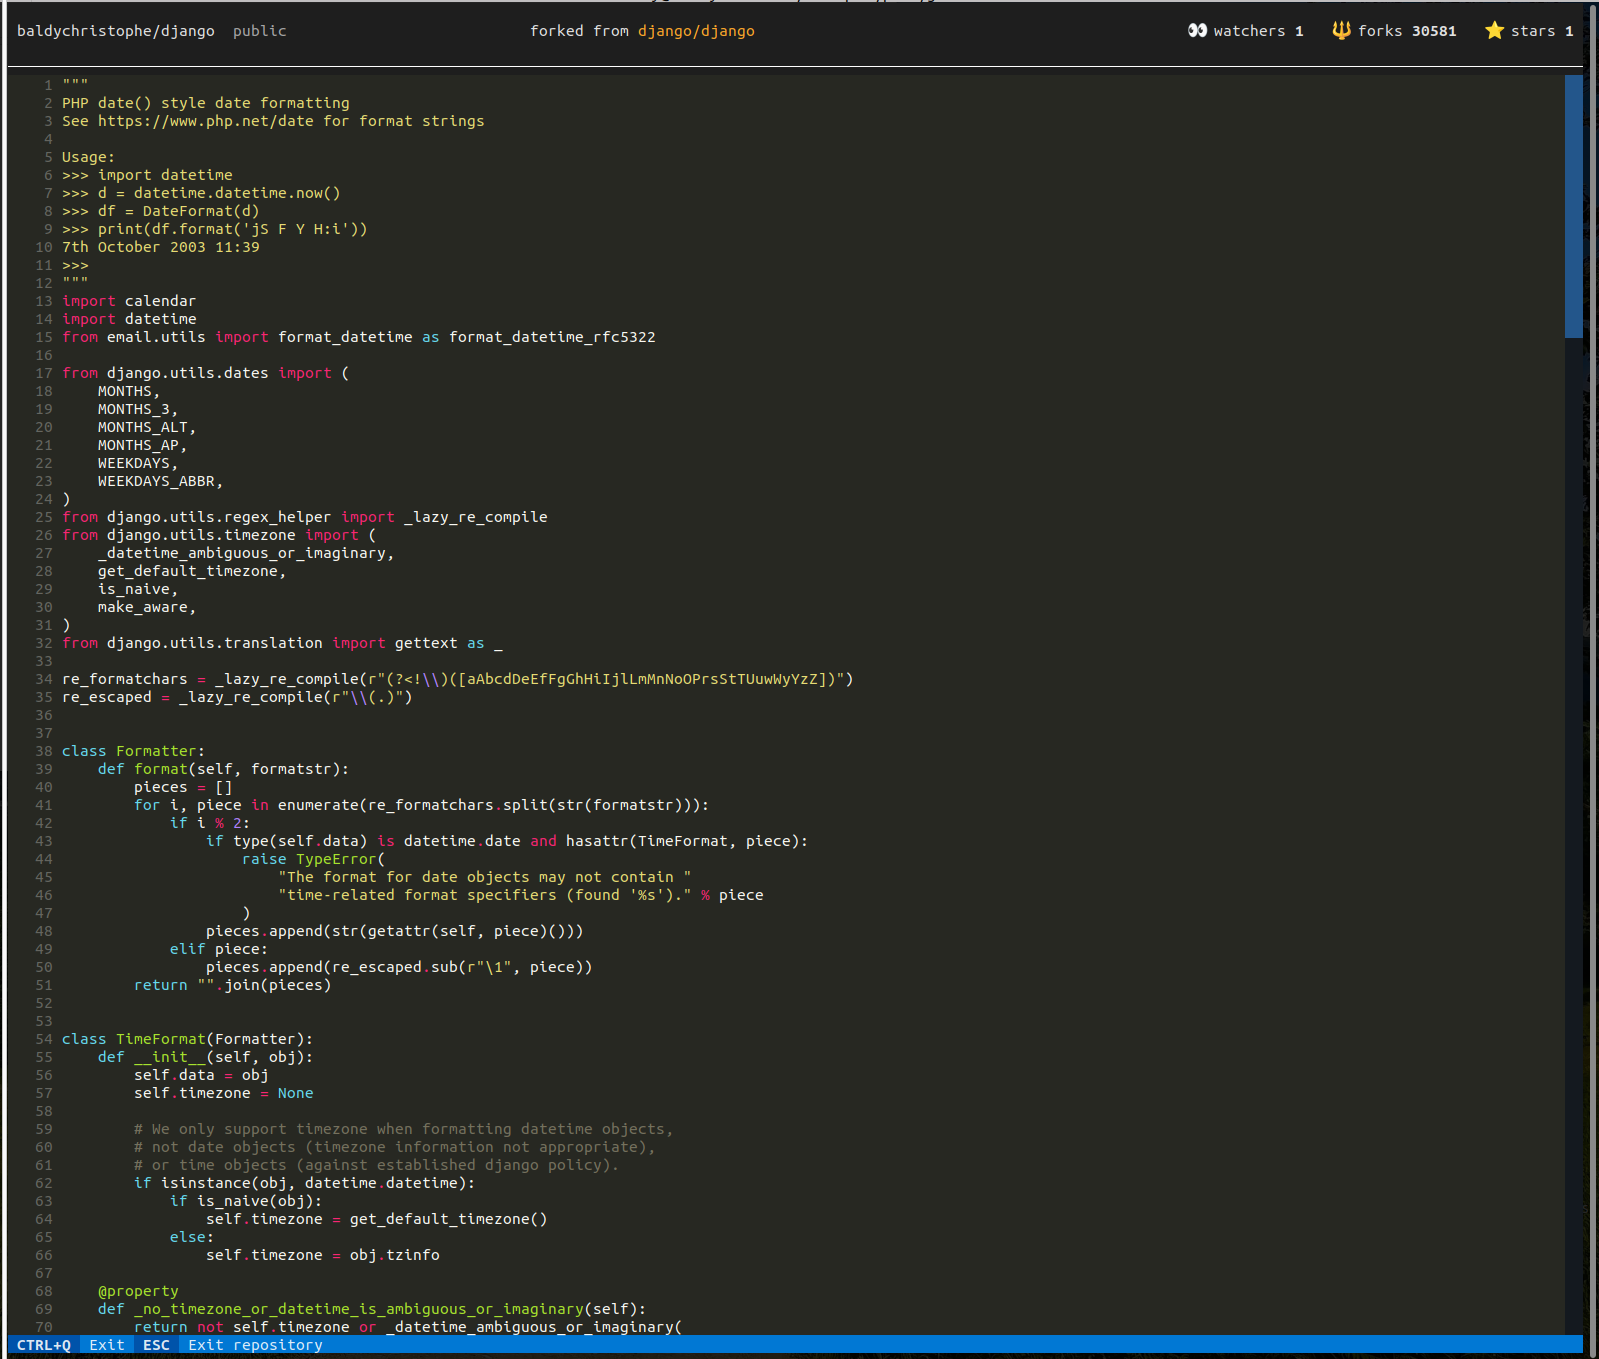 baldychristophe/django public forked from django/django 👀 watchers 1 🔱 forks 30581 ⭐ stars 1
1 """
2 PHP date() style date formatting
3 See https://www.php.net/date for format strings
4
5 Usage:
6 >>> import datetime
7 >>> d = datetime.datetime.now()
8 >>> df = DateFormat(d)
9 >>> print(df.format('jS F Y H:i'))
10 7th October 2003 11:39
11 >>>
12 """
13 import calendar
14 import datetime
15 from email.utils import format_datetime as format_datetime_rfc5322
16
17 from django.utils.dates import (
18     MONTHS,
19     MONTHS_3,
20     MONTHS_ALT,
21     MONTHS_AP,
22     WEEKDAYS,
23     WEEKDAYS_ABBR,
24 )
25 from django.utils.regex_helper import _lazy_re_compile
26 from django.utils.timezone import (
27     _datetime_ambiguous_or_imaginary,
28     get_default_timezone,
29     is_naive,
30     make_aware,
31 )
32 from django.utils.translation import gettext as _
33
34 re_formatchars = _lazy_re_compile(r"(?<!\\)([aAbcdDeEfFgGhHiIjlLmMnNoOPrsStTUuwWyYzZ])")
35 re_escaped = _lazy_re_compile(r"\\(.)")
36
37
38 class Formatter:
39     def format(self, formatstr):
40         pieces = []
41         for i, piece in enumerate(re_formatchars.split(str(formatstr))):
42             if i % 2:
43                 if type(self.data) is datetime.date and hasattr(TimeFormat, piece):
44                     raise TypeError(
45                         "The format for date objects may not contain "
46                         "time-related format specifiers (found '%s')." % piece
47                     )
48                 pieces.append(str(getattr(self, piece)()))
49             elif piece:
50                 pieces.append(re_escaped.sub(r"\1", piece))
51         return "".join(pieces)
52
53
54 class TimeFormat(Formatter):
55     def __init__(self, obj):
56         self.data = obj
57         self.timezone = None
58
59         # We only support timezone when formatting datetime objects,
60         # not date objects (timezone information not appropriate),
61         # or time objects (against established django policy).
62         if isinstance(obj, datetime.datetime):
63             if is_naive(obj):
64                 self.timezone = get_default_timezone()
65             else:
66                 self.timezone = obj.tzinfo
67
68     @property
69     def _no_timezone_or_datetime_is_ambiguous_or_imaginary(self):
70         return not self.timezone or _datetime_ambiguous_or_imaginary(
CTRL+Q Exit ESC Exit repository